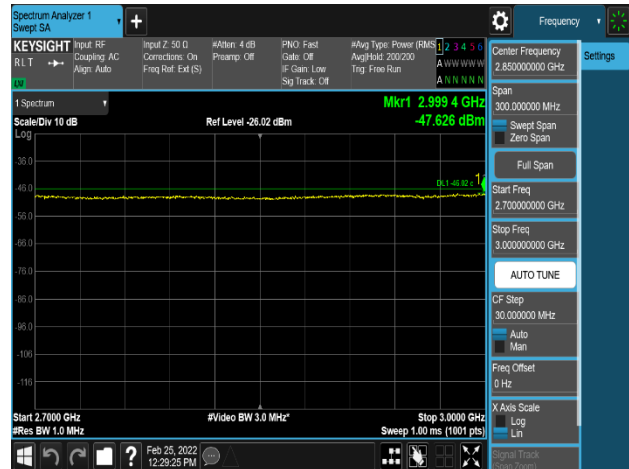 Spectrum Analyzer 1
Swept SA
+
Frequency
KEYSIGHT
Input: RF
Input Z: 50 Ω
#Atten: 4 dB
PNO: Fast
#Avg Type: Power (RMS
1 2 3 4 5 6
RLT
Coupling: AC
Corrections: On
Preamp: Off
Gate: Off
Avg|Hold: 200/200
A W W W W W
Align: Auto
Freq Ref: Ext (S)
IF Gain: Low
Trig: Free Run
Sig Track: Off
A N N N N N
1 Spectrum
Mkr1 2.999 4 GHz
Scale/Div 10 dB
Ref Level -26.02 dBm
-47.626 dBm
Log
-36.0
-46.0
DL1 -46.02
1
-56.0
-66.0
-76.0
-86.0
-96.0
-106
-116
Start 2.7000 GHz
#Video BW 3.0 MHz*
Stop 3.0000 GHz
#Res BW 1.0 MHz
Sweep 1.00 ms (1001 pts)
Feb 25, 2022
12:29:25 PM
Center Frequency
2.850000000 GHz
Settings
Span
300.000000 MHz
Swept Span
Zero Span
Full Span
Start Freq
2.700000000 GHz
Stop Freq
3.000000000 GHz
AUTO TUNE
CF Step
30.000000 MHz
Auto
Man
Freq Offset
0 Hz
X Axis Scale
Log
Lin
Signal Track
(Span Zoom)